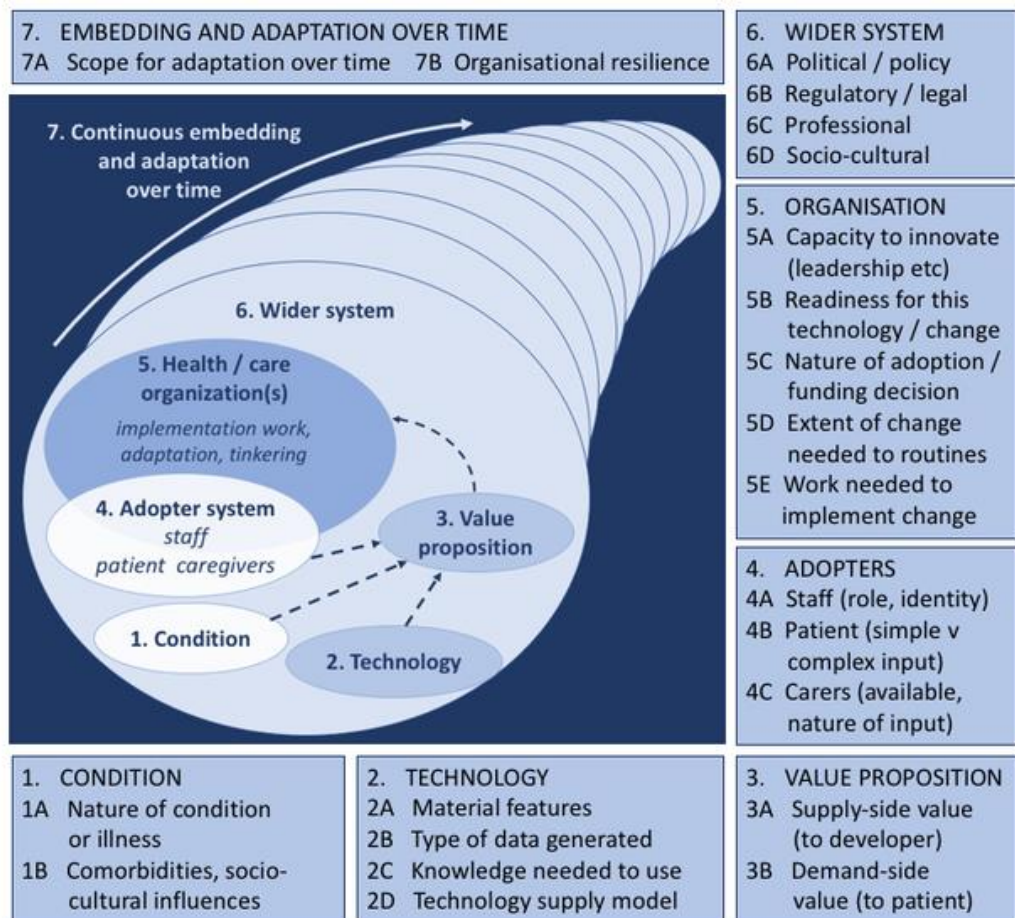 7. EMBEDDING AND ADAPTATION OVER TIME
7A Scope for adaptation over time 7B Organisational resilience
7. Continuous embedding
and adaptation
over time
6. Wider system
5. Health / care
organization(s)
implementation work,
adaptation, tinkering
4. Adopter system
staff
patient caregivers
3. Value
proposition
1. Condition
2. Technology
6. WIDER SYSTEM
6A Political / policy
6B Regulatory / legal
6C Professional
6D Socio-cultural
5. ORGANISATION
5A Capacity to innovate
(leadership etc)
5B Readiness for this
technology / change
5C Nature of adoption /
funding decision
5D Extent of change
needed to routines
5E Work needed to
implement change
4. ADOPTERS
4A Staff (role, identity)
4B Patient (simple v
complex input)
4C Carers (available,
nature of input)
1. CONDITION
1A Nature of condition
or illness
1B Comorbidities, socio-
cultural influences
2. TECHNOLOGY
2A Material features
2B Type of data generated
2C Knowledge needed to use
2D Technology supply model
3. VALUE PROPOSITION
3A Supply-side value
(to developer)
3B Demand-side
value (to patient)